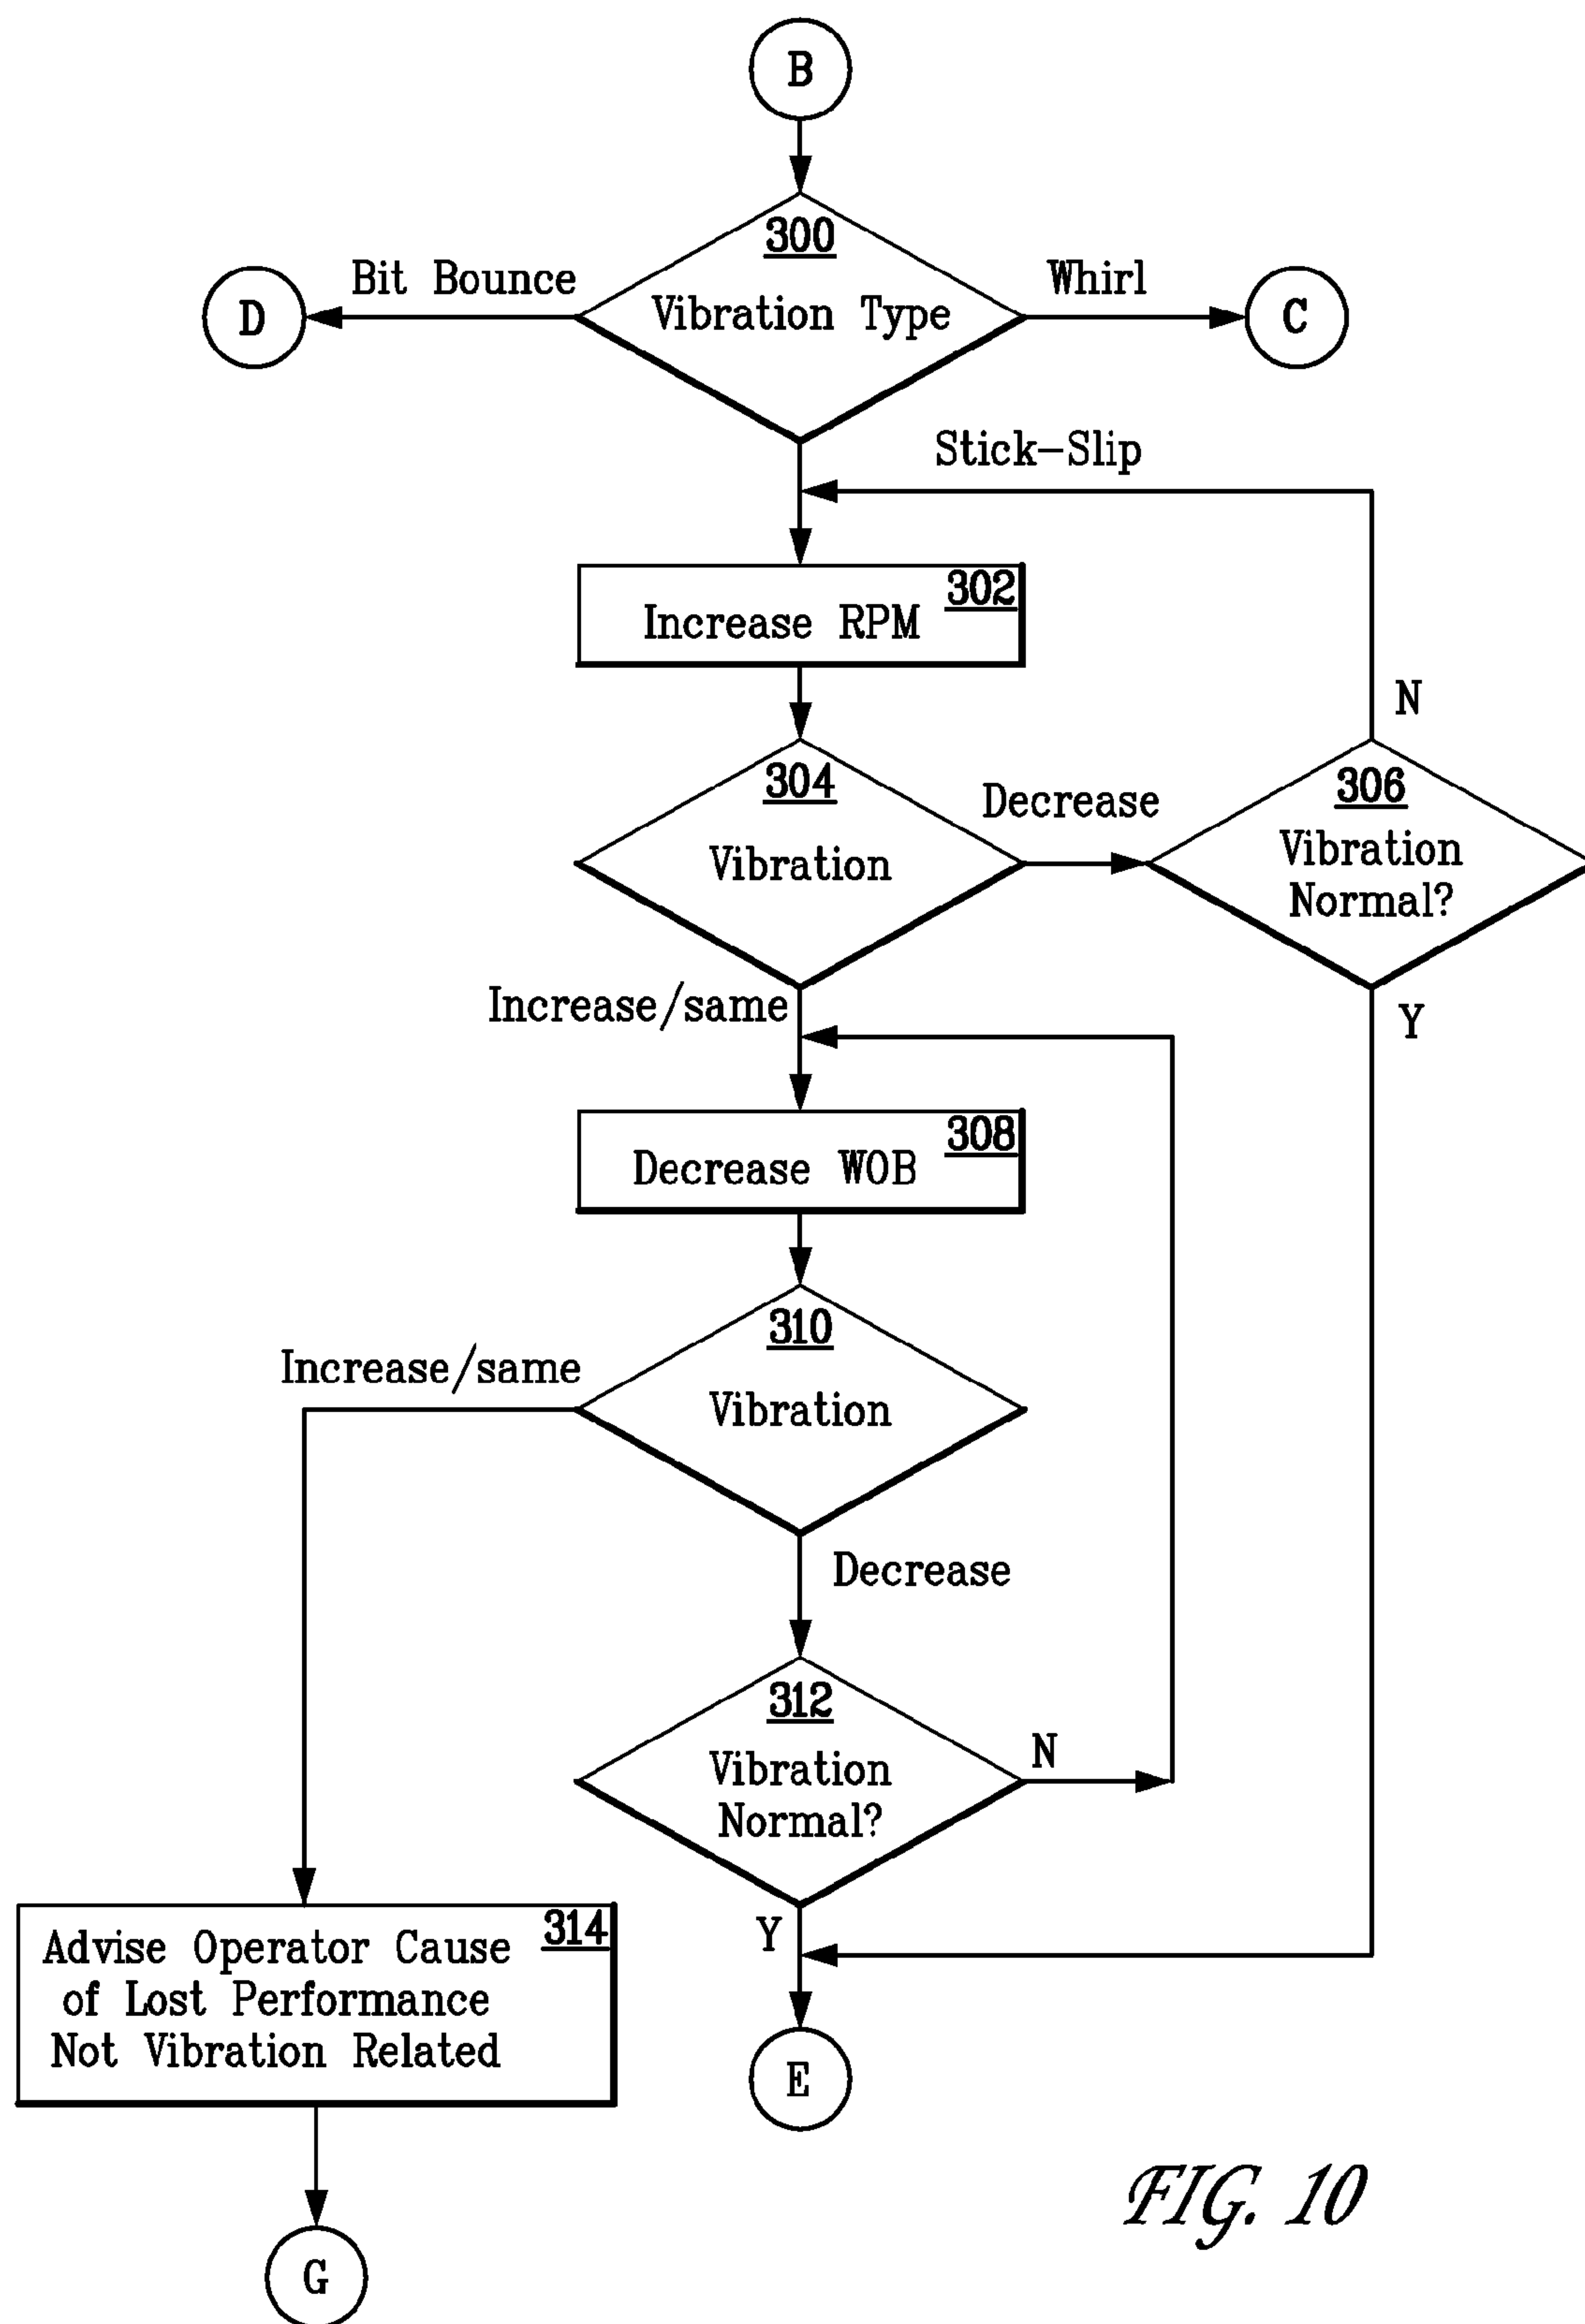 B
300
Bit Bounce
Whirl
D
Vibration Type
C
Stick-Slip
302
Increase RPM
N
304
Decrease
306
Vibration
Vibration
Normal?
Increase/same
Y
308
Decrease WOB
310
Increase/same
Vibration
Decrease
312
Vibration
Normal?
N
Y
314
Advise Operator Cause
of Lost Performance
Not Vibration Related
E
G
FIG. 10